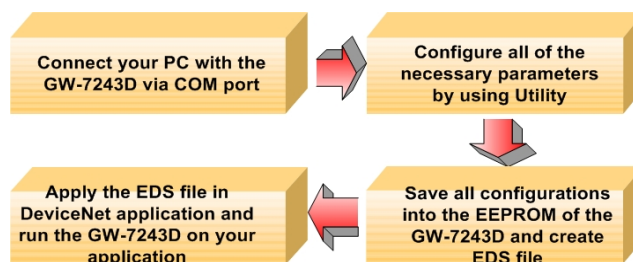 Connect your PC with the
GW-7243D via COM port
Configure all of the
necessary parameters
by using Utility
Save all configurations
into the EEPROM of the
GW-7243D and create
EDS file
Apply the EDS file in
DeviceNet application and
run the GW-7243D on your
application